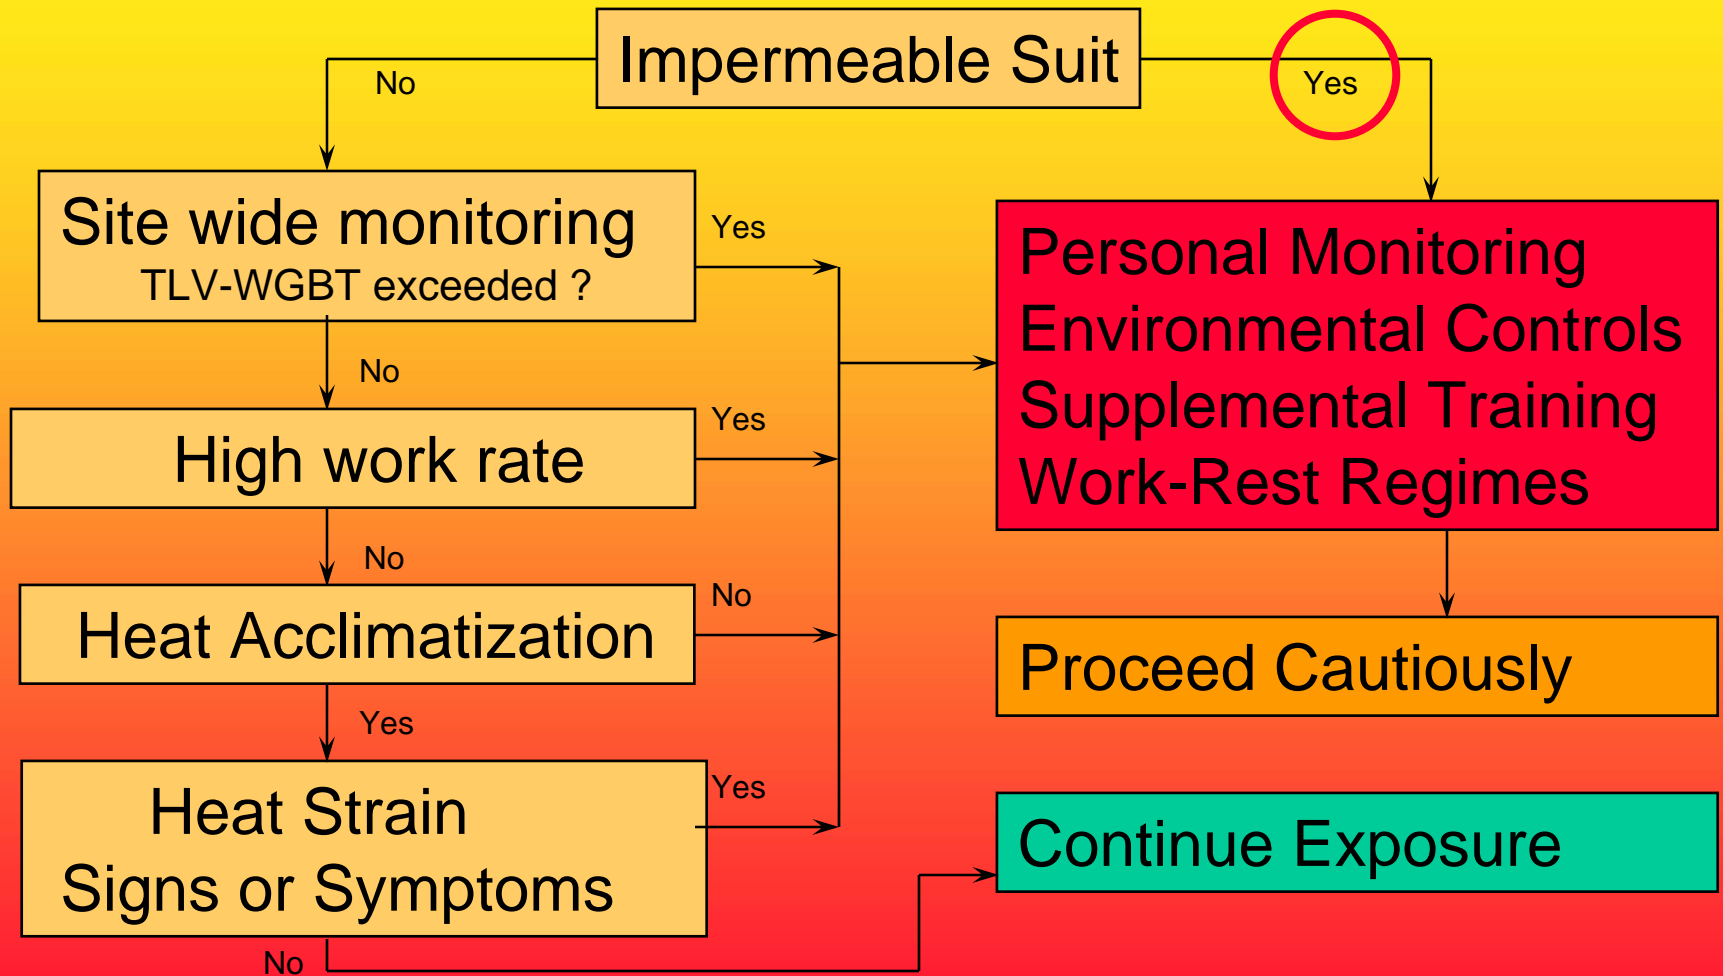 Impermeable Suit
No
Yes
Site wide monitoring
TLV-WGBT exceeded ?
Yes
Personal Monitoring
Environmental Controls
Supplemental Training
Work-Rest Regimes
No
High work rate
Yes
No
Heat Acclimatization
No
Proceed Cautiously
Yes
Heat Strain
Signs or Symptoms
Yes
Continue Exposure
No